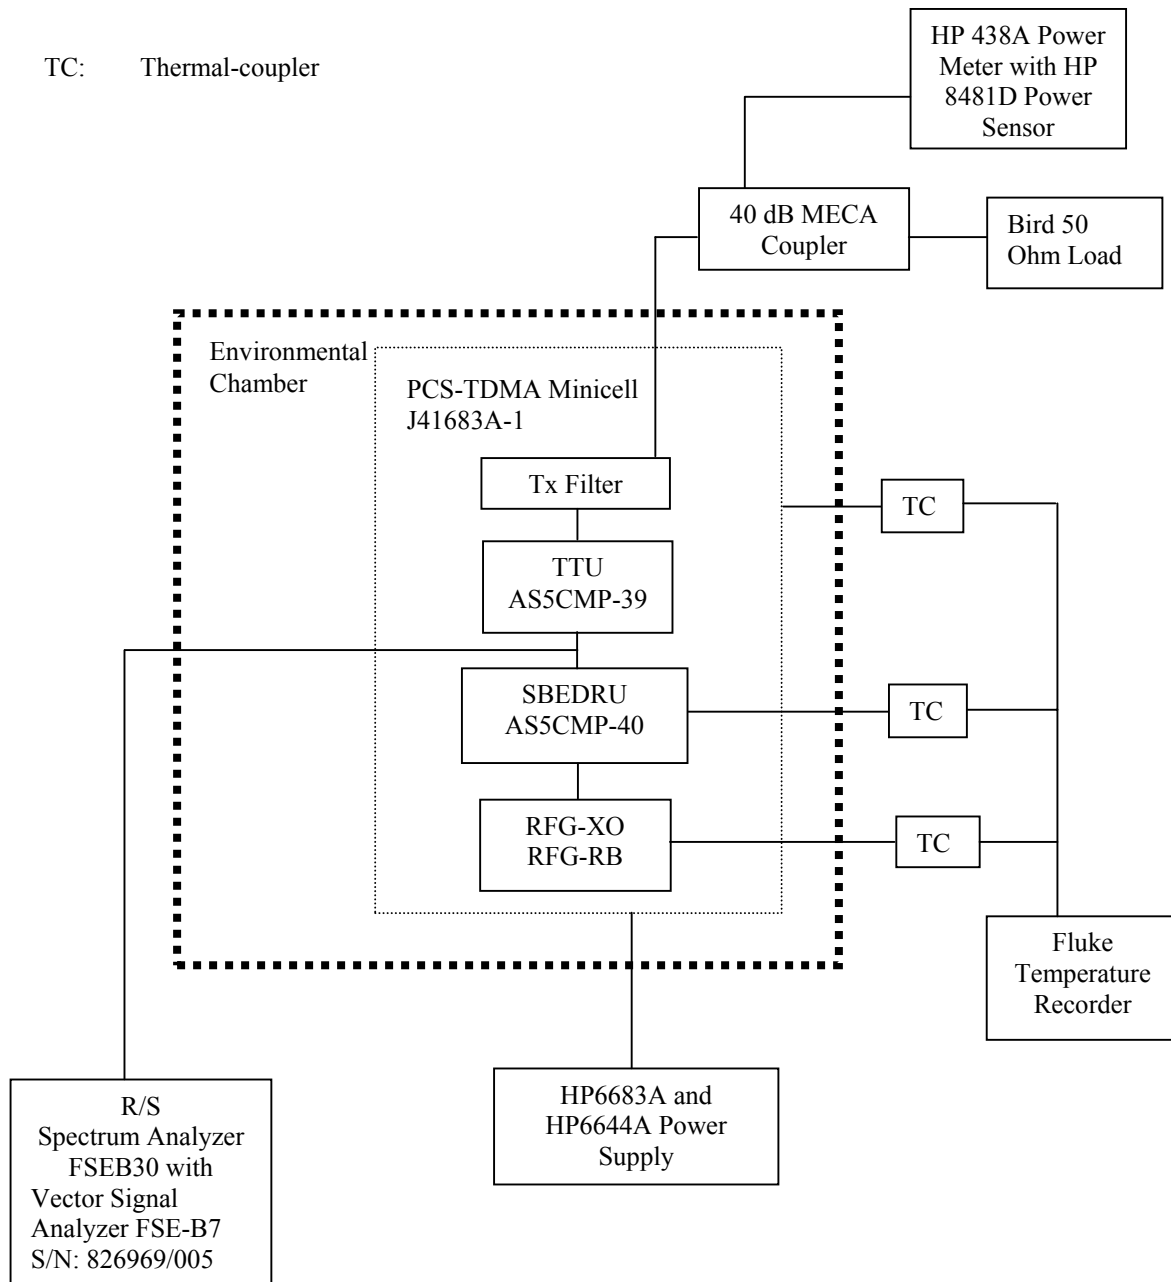 HP 438A Power
Meter with HP
8481D Power
Sensor
TC: Thermal-coupler
40 dB MECA
Coupler
Bird 50
Ohm Load
Environmental
Chamber
PCS-TDMA Minicell
J41683A-1
Tx Filter
TC
TTU
AS5CMP-39
SBEDRU
AS5CMP-40
TC
RFG-XO
RFG-RB
TC
Fluke
Temperature
Recorder
HP6683A and
HP6644A Power
Supply
R/S
Spectrum Analyzer
FSEB30 with
Vector Signal
Analyzer FSE-B7
S/N: 826969/005